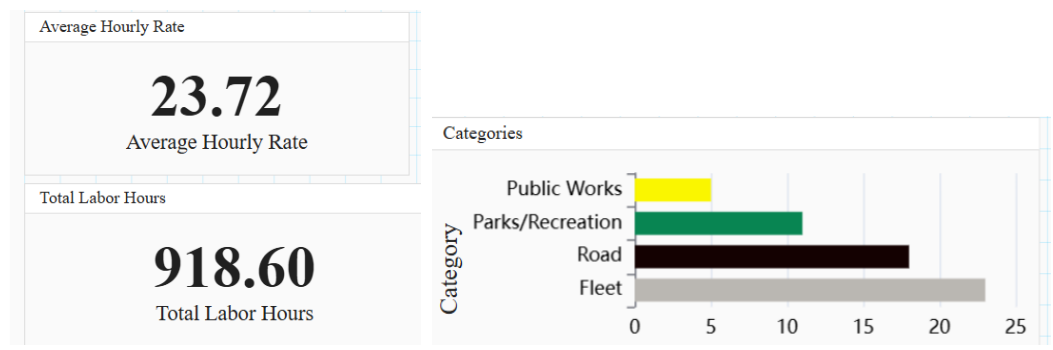 Average Hourly Rate
23.72
Average Hourly Rate
Total Labor Hours
918.60
Total Labor Hours
Categories
Category
Public Works
Parks/Recreation
Road
Fleet
0 5 10 15 20 25